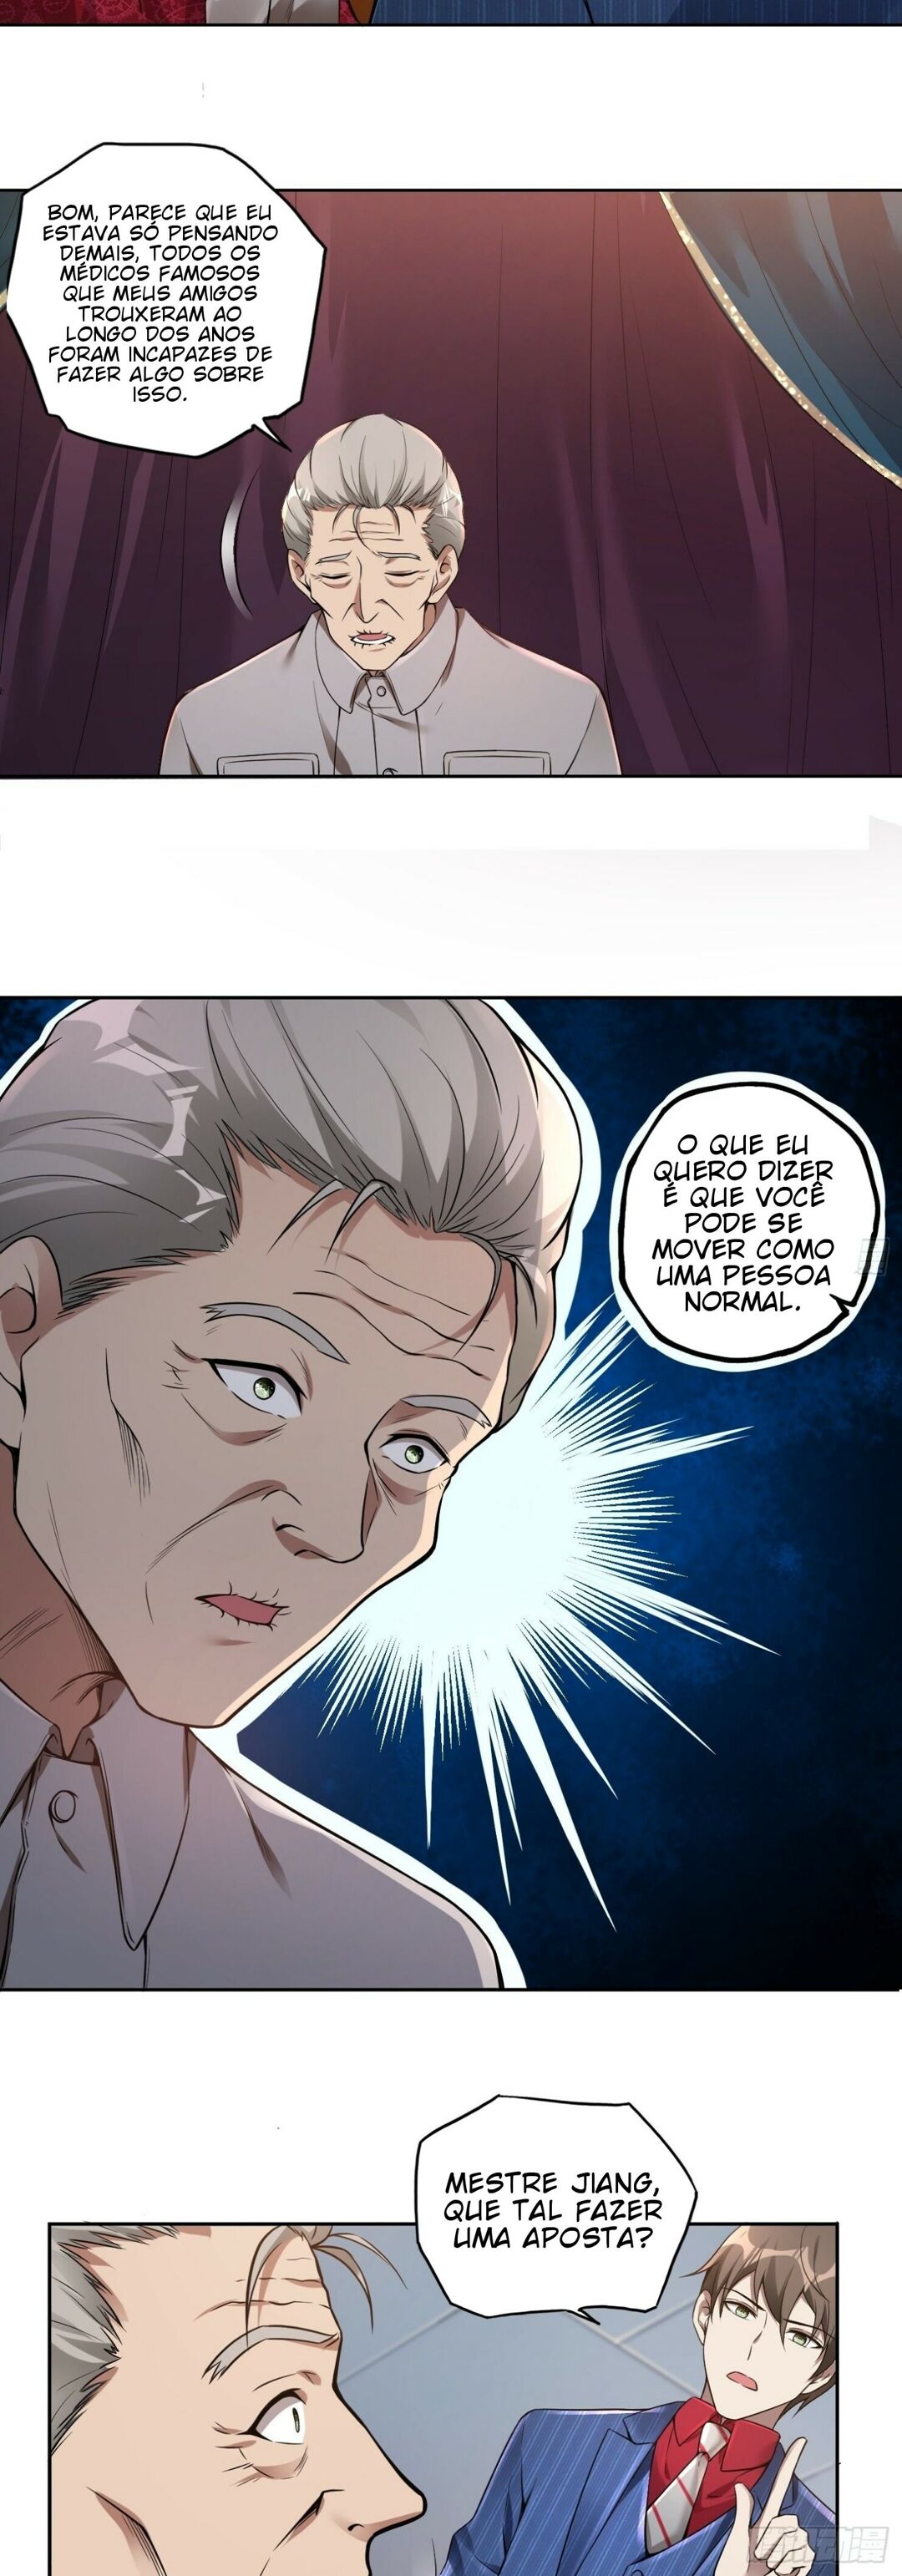 BOM, PARECE QUE EU
ESTAVA SÓ PENSANDO
DEMAIS, TODOS OS
MÉDICOS FAMOSOS
QUE MEUS AMIGOS
TROUXERAM AO
LONGO DOS ANOS
FORAM INCAPAZES DE
FAZER ALGO SOBRE
ISSO.
O QUE EU
QUERO DIZER
É QUE VOCÊ
PODE SE
MOVER COMO
UMA PESSOA
NORMAL.
MESTRE JIANG,
QUE TAL FAZER
UMA APOSTA?